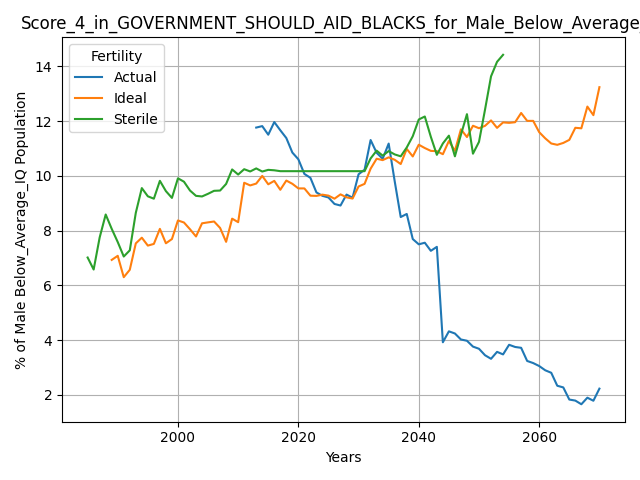 Score_4_in_GOVERNMENT_SHOULD_AID_BLACKS_for_Male_Below_Average_
Fertility
Actual
Ideal
Sterile
% of Male Below_Average_IQ Population
14
12
10
8
6
4
2
2000 2020 2040 2060
Years